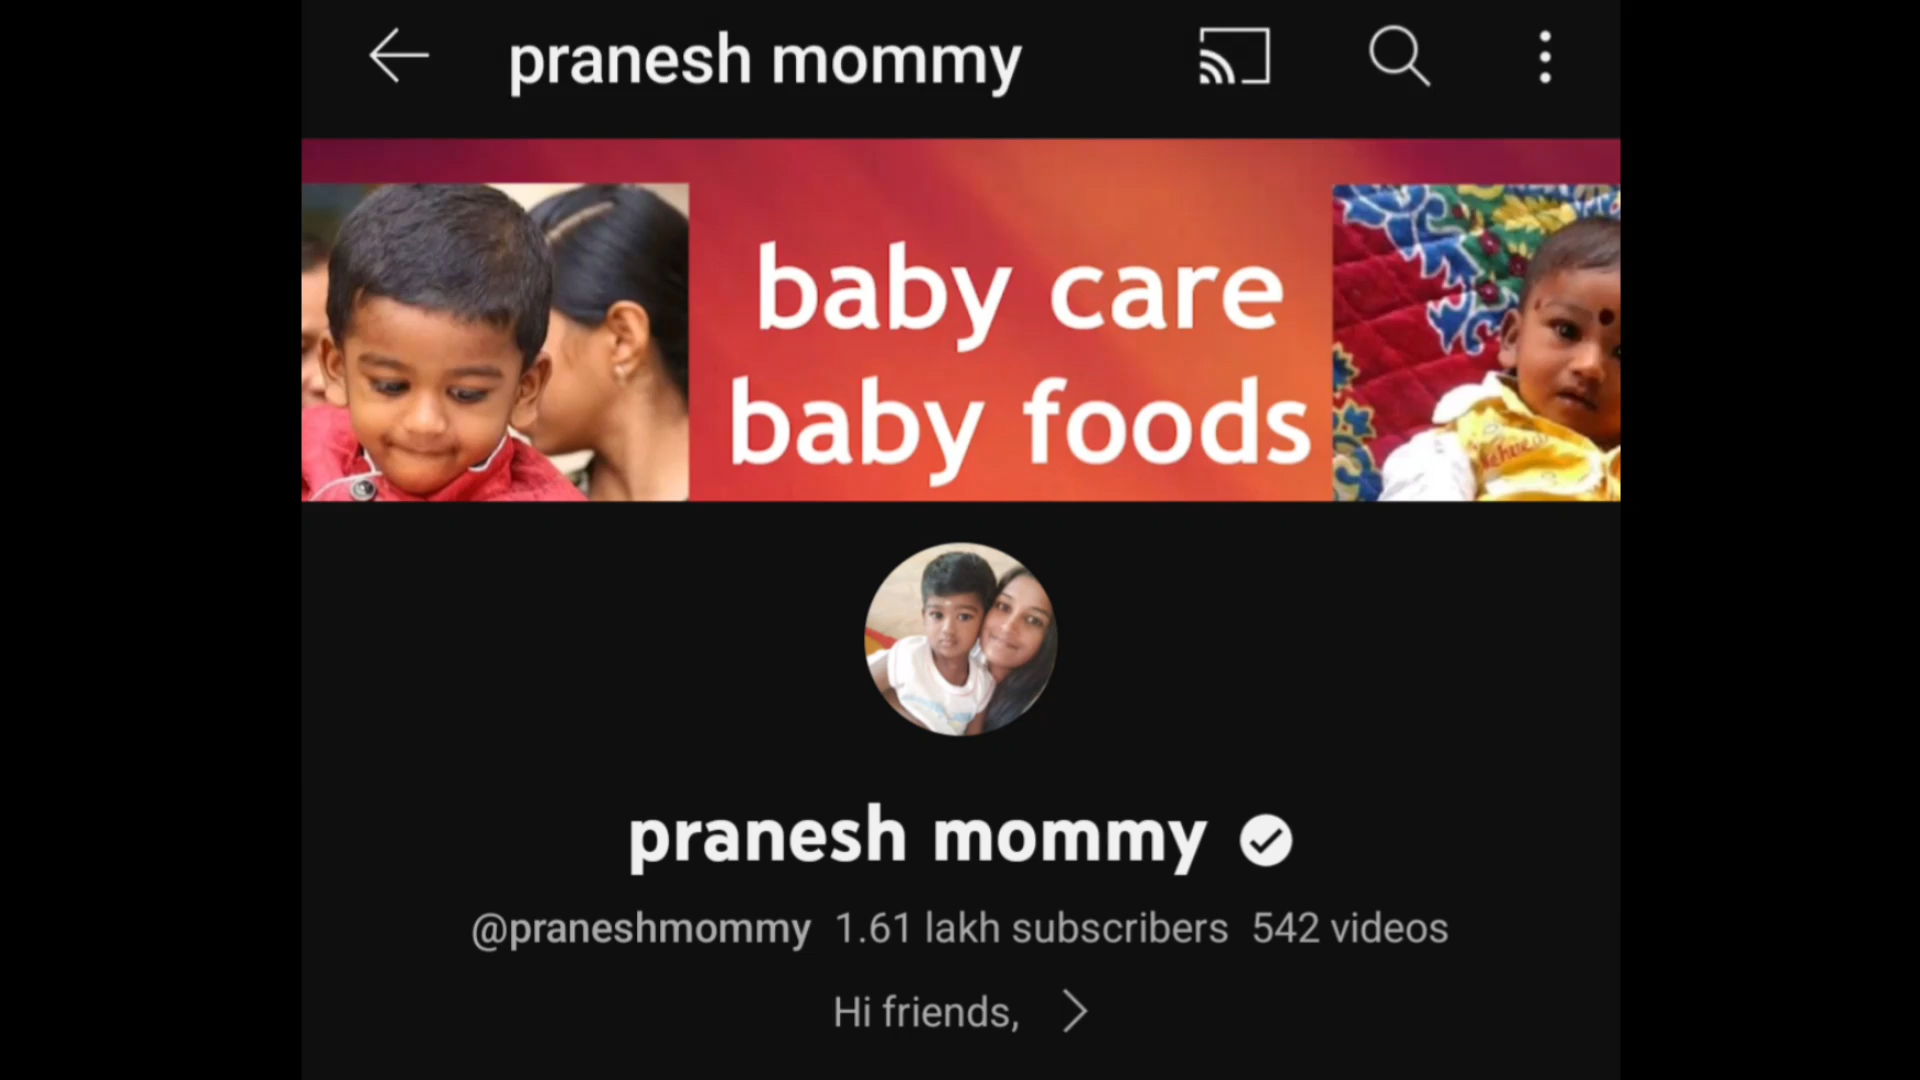 pranesh mommy
baby care
baby foods
pranesh mommy
@praneshmommy 1.61 lakh subscribers 542 videos
Hi friends,